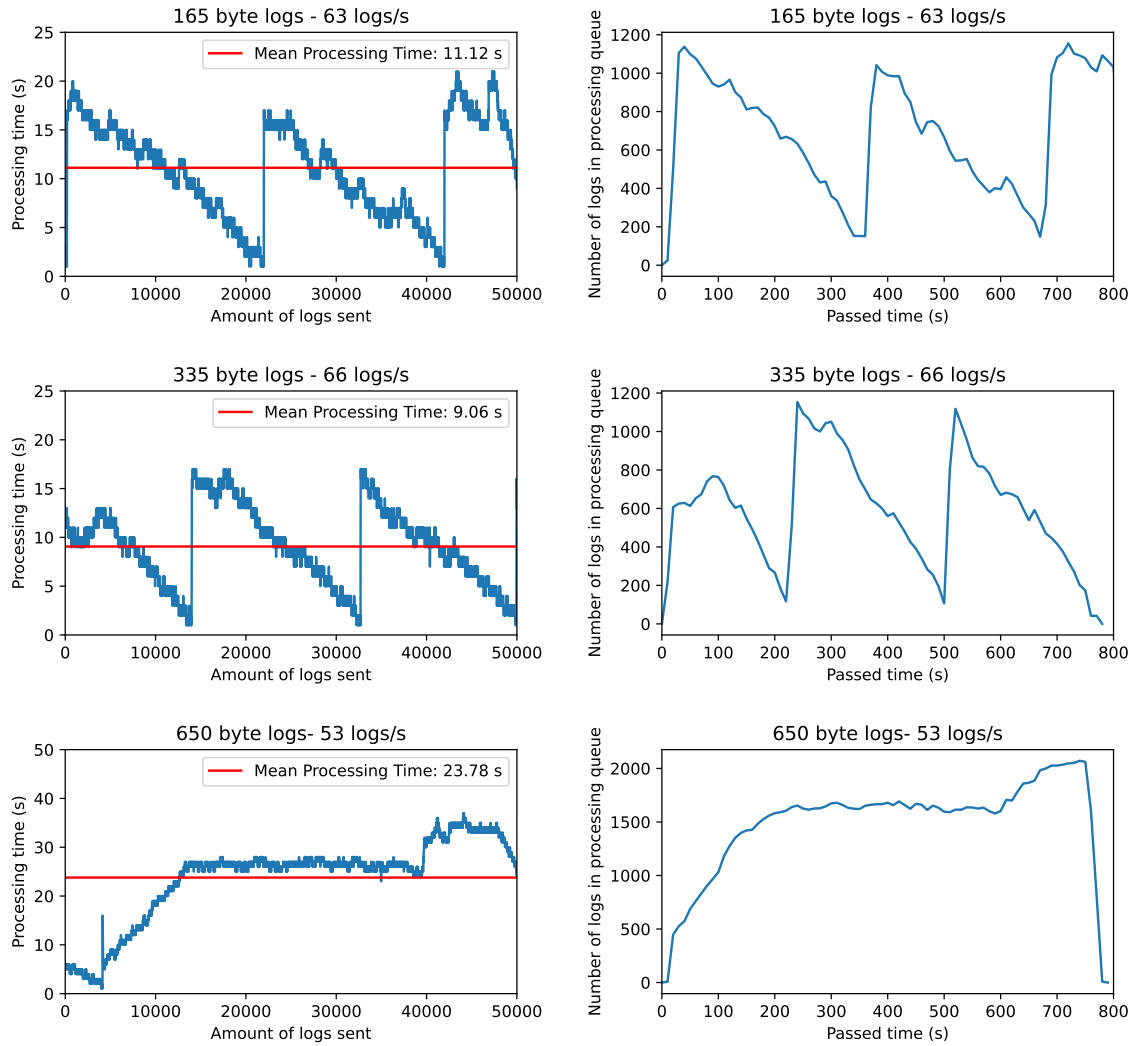 165 byte logs - 63 logs/s
Processing time (s)
25
20
15
10
5
0
Mean Processing Time: 11.12 s
0 10000 20000 30000 40000 50000
Amount of logs sent
165 byte logs - 63 logs/s
Number of logs in processing queue
1200
1000
800
600
400
200
0
0 100 200 300 400 500 600 700 800
Passed time (s)
335 byte logs - 66 logs/s
Processing time (s)
25
20
15
10
5
0
Mean Processing Time: 9.06 s
0 10000 20000 30000 40000 50000
Amount of logs sent
335 byte logs - 66 logs/s
Number of logs in processing queue
1200
1000
800
600
400
200
0
0 100 200 300 400 500 600 700 800
Passed time (s)
650 byte logs- 53 logs/s
Processing time (s)
50
40
30
20
10
0
Mean Processing Time: 23.78 s
0 10000 20000 30000 40000 50000
Amount of logs sent
650 byte logs- 53 logs/s
Number of logs in processing queue
2000
1500
1000
500
0
0 100 200 300 400 500 600 700 800
Passed time (s)